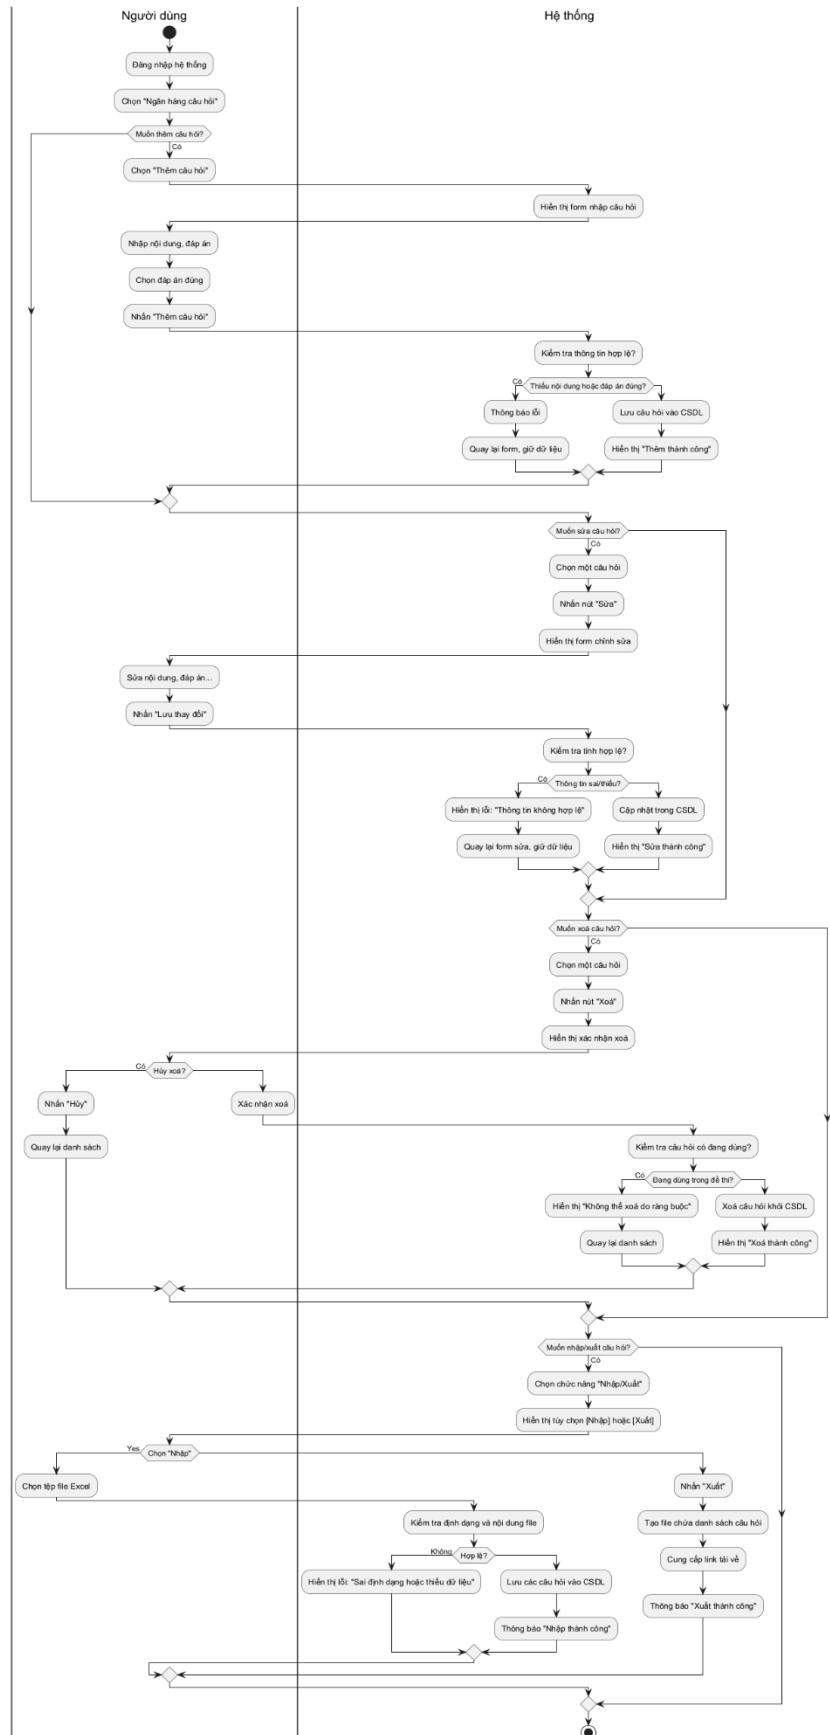 Người dùng
Hệ thống
Đăng nhập hệ thống
Chọn "Ngân hàng câu hỏi"
Muốn thêm câu hỏi?
Có
Chọn "Thêm câu hỏi"
Hiển thị form nhập câu hỏi
Nhập nội dung, đáp án
Chọn đáp án đúng
Nhấn "Thêm câu hỏi"
Kiểm tra thông tin hợp lệ?
Có
Thiếu nội dung hoặc đáp án đúng?
Thông báo lỗi
Lưu câu hỏi vào CSDL
Quay lại form, giữ dữ liệu
Hiển thị "Thêm thành công"
Muốn sửa câu hỏi?
Có
Chọn một câu hỏi
Nhấn nút "Sửa"
Hiển thị form chỉnh sửa
Sửa nội dung, đáp án...
Nhấn "Lưu thay đổi"
Kiểm tra tính hợp lệ?
Có
Thông tin sai/thiếu?
Hiển thị lỗi: "Thông tin không hợp lệ"
Cập nhật trong CSDL
Quay lại form sửa, giữ dữ liệu
Hiển thị "Sửa thành công"
Muốn xoá câu hỏi?
Có
Chọn một câu hỏi
Nhấn nút "Xoá"
Hiển thị xác nhận xoá
Có
Hủy xoá?
Nhấn "Hủy"
Xác nhận xoá
Quay lại danh sách
Kiểm tra câu hỏi có đang dùng?
Có
Đang dùng trong đề thi?
Hiển thị "Không thể xoá do ràng buộc"
Xoá câu hỏi khỏi CSDL
Quay lại danh sách
Hiển thị "Xoá thành công"
Muốn nhập/xuất câu hỏi?
Có
Chọn chức năng "Nhập/Xuất"
Hiển thị tùy chọn [Nhập] hoặc [Xuất]
Yes
Chọn "Nhập"
Chọn tệp file Excel
Nhấn "Xuất"
Kiểm tra định dạng và nội dung file
Tạo file chứa danh sách câu hỏi
Không
Hợp lệ?
Cung cấp link tải về
Hiển thị lỗi: "Sai định dạng hoặc thiếu dữ liệu"
Lưu các câu hỏi vào CSDL
Thông báo "Xuất thành công"
Thông báo "Nhập thành công"